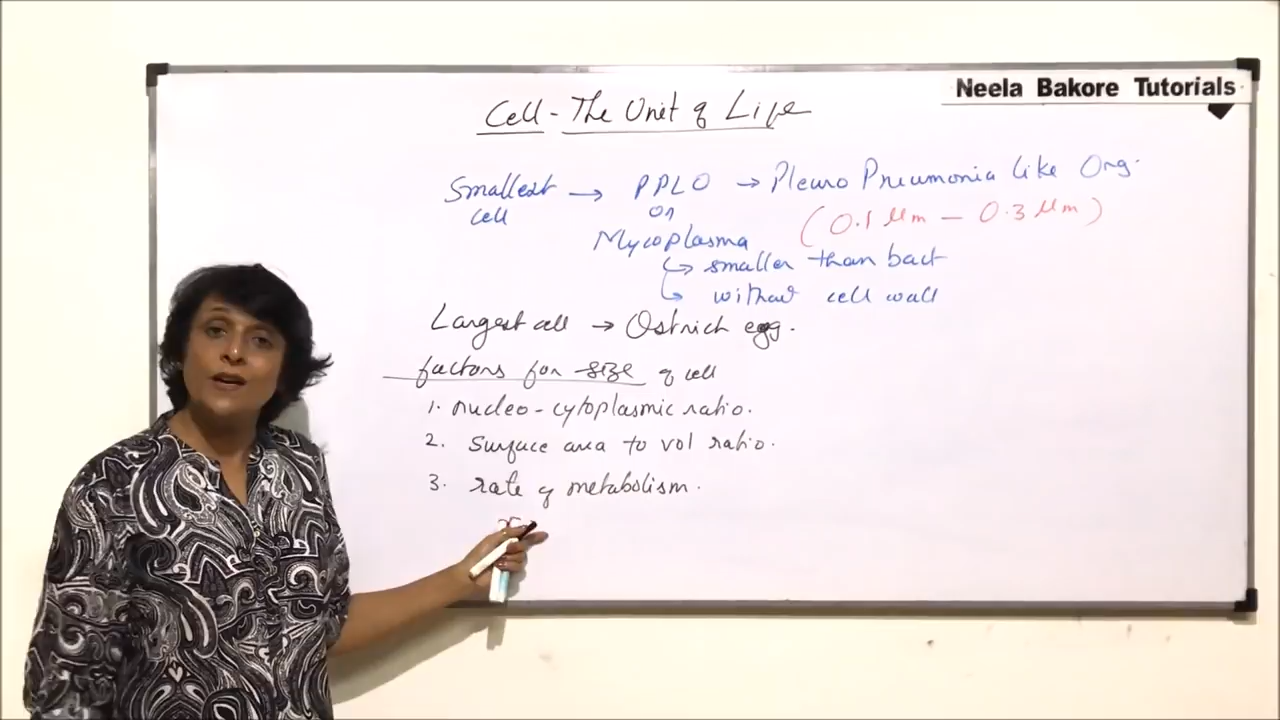 Neela Bakore Tutorials
Cell - The Unit of Life
Smallest cell → PPLO → Pleuro Pneumonia like Org.
or
Mycoplasma
(0.1 μm – 0.3 μm)
↳ smaller than bact
↳ without cell wall
Largest cell → Ostrich egg.
factors for size of cell
1. nucleo-cytoplasmic ratio.
2. surface area to vol ratio.
3. rate of metabolism.